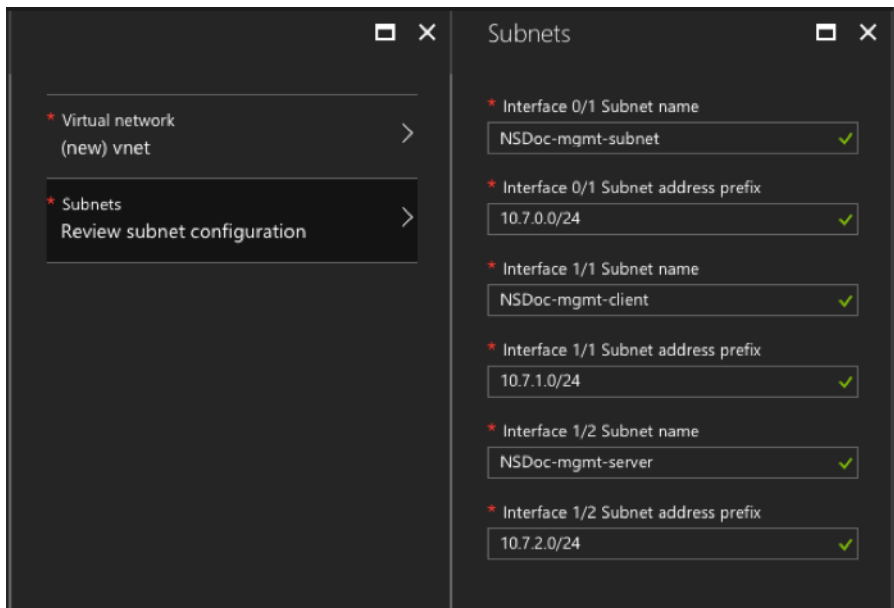 * Virtual network
(new) vnet
* Subnets
Review subnet configuration
Subnets
* Interface 0/1 Subnet name
NSDoc-mgmt-subnet
* Interface 0/1 Subnet address prefix
10.7.0.0/24
* Interface 1/1 Subnet name
NSDoc-mgmt-client
* Interface 1/1 Subnet address prefix
10.7.1.0/24
* Interface 1/2 Subnet name
NSDoc-mgmt-server
* Interface 1/2 Subnet address prefix
10.7.2.0/24